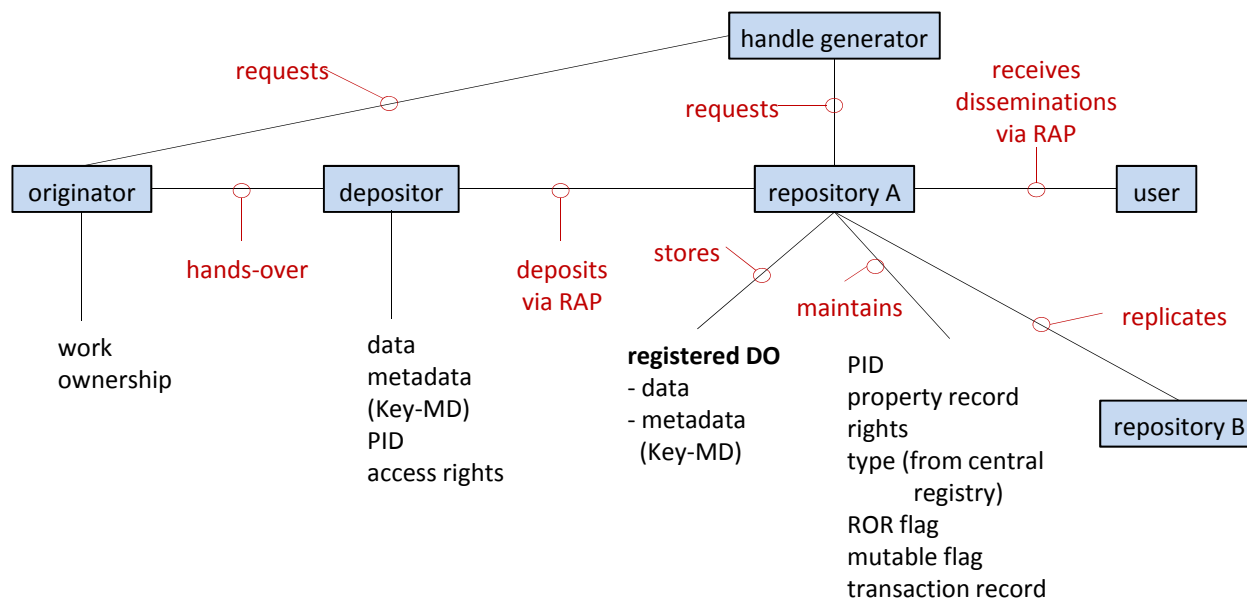 handle generator
requests
requests
receives
disseminations
via RAP
originator
depositor
repository A
user
hands-over
deposits
via RAP
stores
maintains
replicates
work
ownership
data
metadata
(Key-MD)
PID
access rights
registered DO
- data
- metadata
(Key-MD)
PID
property record
rights
type (from central
registry)
ROR flag
mutable flag
transaction record
repository B